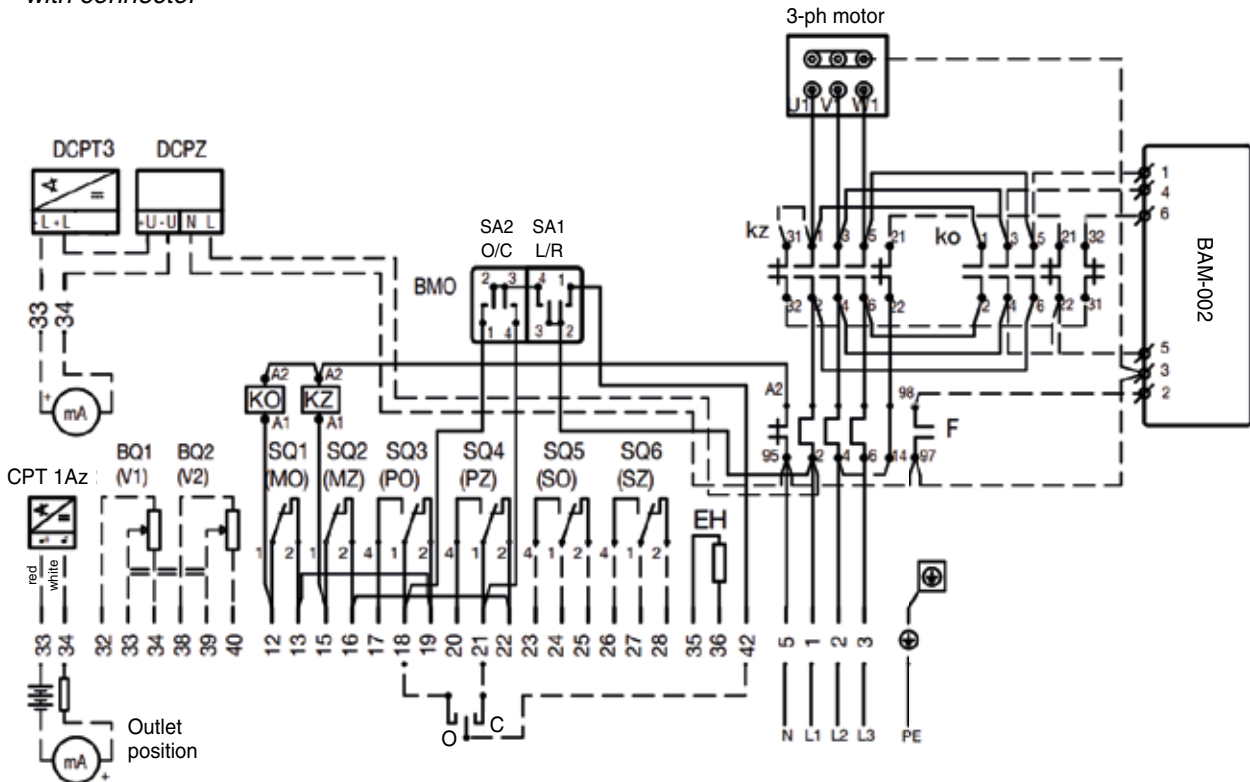 with connector
3-ph motor
U1 V1 W1
DCPT3 DCPZ
- L + L +U -U N L
33 34
+ mA
SA2 SA1
O/C L/R
BMO
2 3 4 1
1 4 3 2
kz 31 1 3 5 21
32 2 4 6 22
ko 1 3 5 21 32
2 4 6 22 31
1
4
6
BAM-002
5
3
2
A2 A2
KO KZ
A1 A1
A2 98
F
95 2 4 6 14 97
CPT 1Az
BQ1 BQ2 SQ1 SQ2 SQ3 SQ4 SQ5 SQ6
(V1) (V2) (MO) (MZ) (PO) (PZ) (SO) (SZ)
1 2 1 2 4 1 2 4 1 2 4 1 2 4 1 2
EH
red white
33 34 32 33 34 38 39 40 12 13 15 16 17 18 19 20 21 22 23 24 25 26 27 28 35 36 42 5 1 2 3
O C
N L1 L2 L3 PE
Outlet
position
mA +